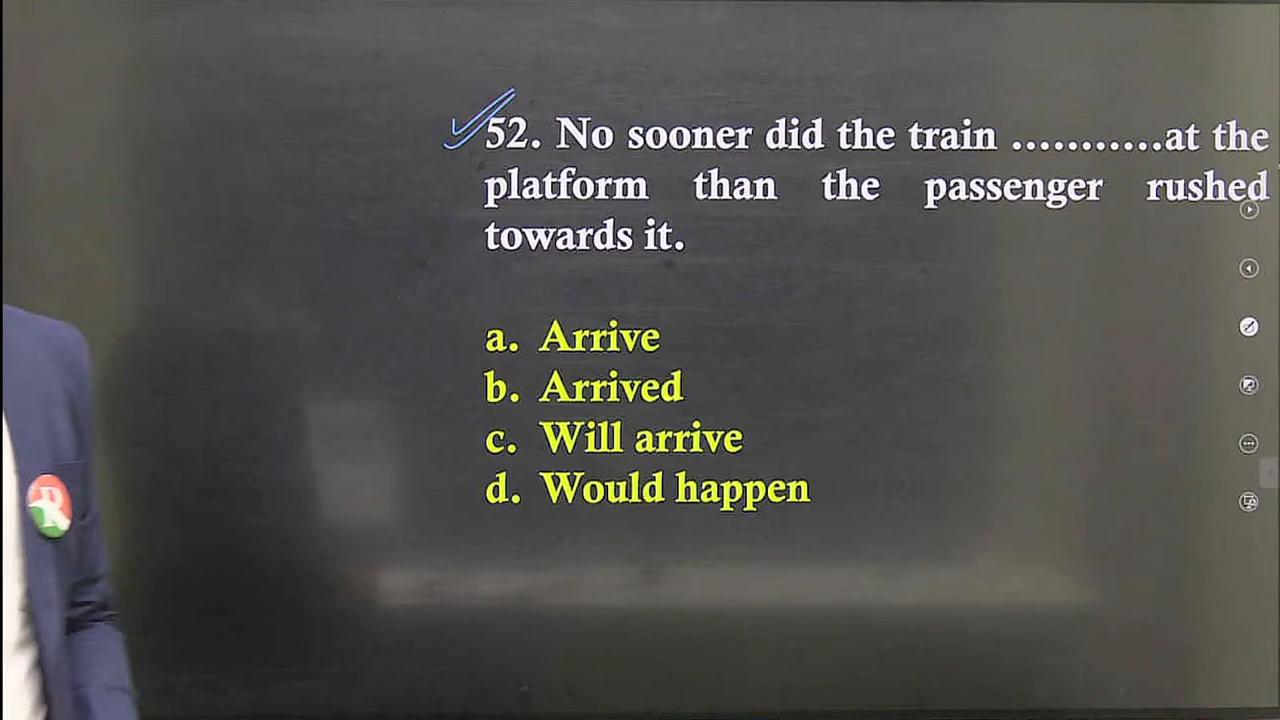 52. No sooner did the train ............at the
platform than the passenger rushed
towards it.
a. Arrive
b. Arrived
c. Will arrive
d. Would happen
R